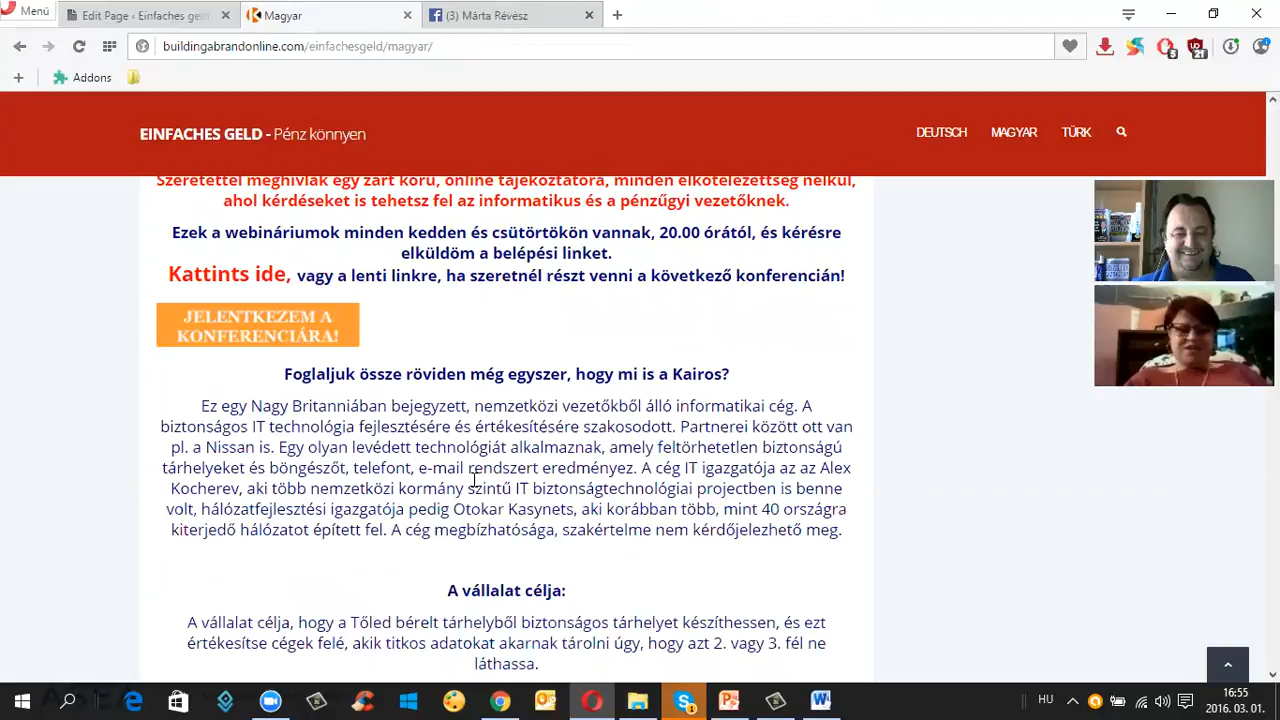 Menü
Edit Page ‹ Einfaches geln
Magyar
(3) Márta Révész
buildingabrandonline.com/einfachesgeld/magyar/
Addons
EINFACHES GELD - Pénz könnyen
DEUTSCH MAGYAR TÜRK
Szeretettel meghívlak egy zárt körű, online tájékoztatóra, minden elkötelezettség nélkül,
ahol kérdéseket is tehetsz fel az informatikus és a pénzűgyi vezetőknek.
Ezek a webináriumok minden kedden és csütörtökön vannak, 20.00 órától, és kérésre
elküldöm a belépési linket.
Kattints ide, vagy a lenti linkre, ha szeretnél részt venni a következő konferencián!
JELENTKEZEM A
KONFERENCIÁRA!
Foglaljuk össze röviden még egyszer, hogy mi is a Kairos?
Ez egy Nagy Britanniában bejegyzett, nemzetközi vezetőkből álló informatikai cég. A
biztonságos IT technológia fejlesztésére és értékesítésére szakosodott. Partnerei között ott van
pl. a Nissan is. Egy olyan levédett technológiát alkalmaznak, amely feltörhetetlen biztonságú
tárhelyeket és böngészőt, telefont, e-mail rendszert eredményez. A cég IT igazgatója az az Alex
Kocherev, aki több nemzetközi kormány szintű IT biztonságtechnológiai projectben is benne
volt, hálózatfejlesztési igazgatója pedig Otokar Kasynets, aki korábban több, mint 40 országra
kiterjedő hálózatot épített fel. A cég megbízhatósága, szakértelme nem kérdőjelezhető meg.
A vállalat célja:
A vállalat célja, hogy a Tőled bérelt tárhelyből biztonságos tárhelyet készíthessen, és ezt
értékesítse cégek felé, akik titkos adatokat akarnak tárolni úgy, hogy azt 2. vagy 3. fél ne
láthassa.
HU
16:55
2016. 03. 01.